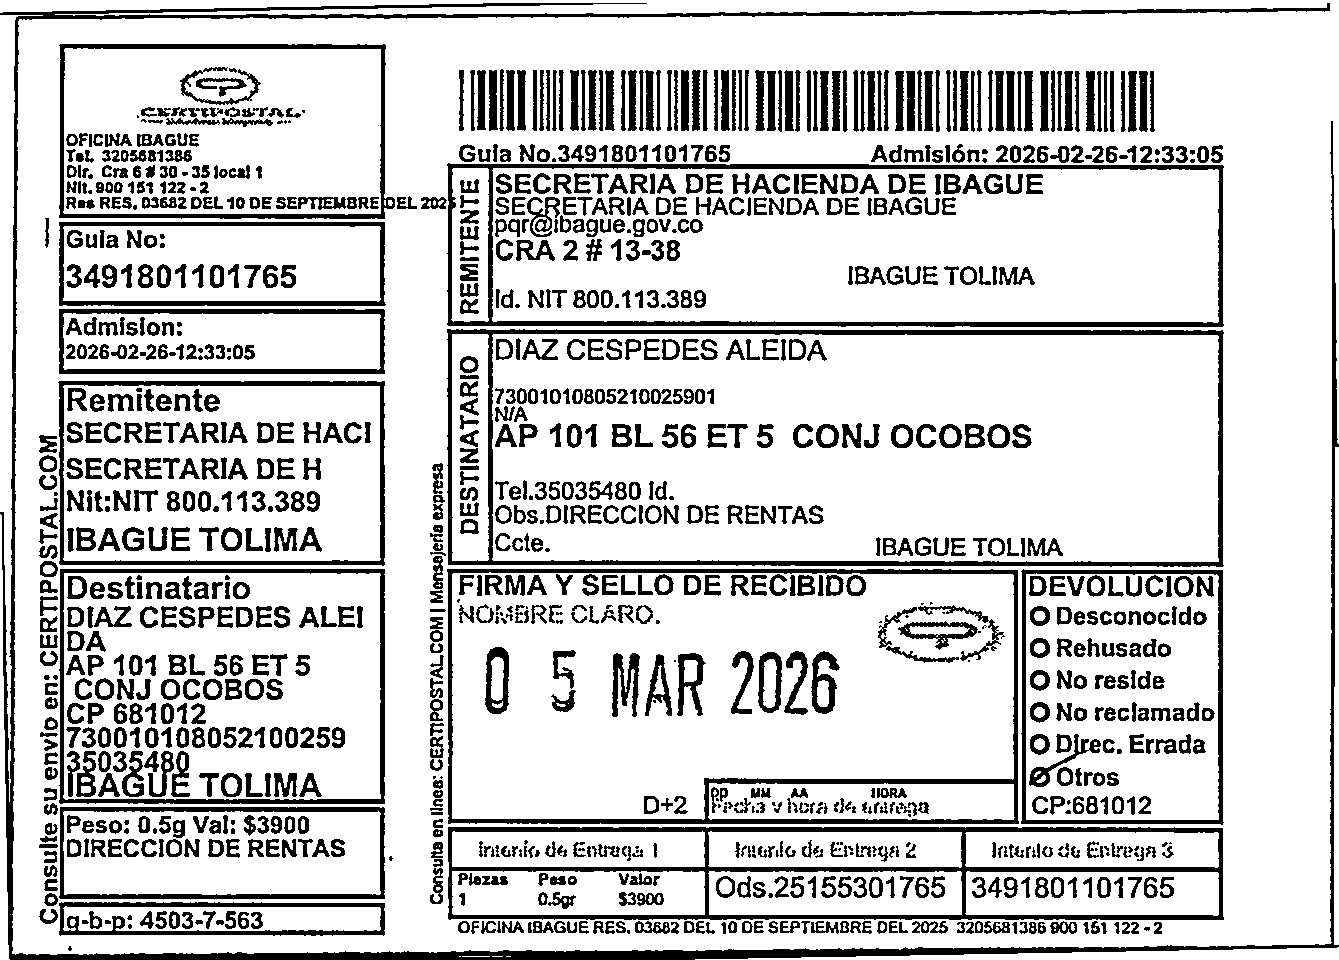 CERTIPOSTAL
OFICINA IBAGUE
Tel. 3205681386
Dir. Cra 6 # 30 - 35 local 1
Nit. 900 151 122 - 2
Res RES. 03682 DEL 10 DE SEPTIEMBRE DEL 2025
Guia No:
3491801101765
Admision:
2026-02-26-12:33:05
Remitente
SECRETARIA DE HACI
SECRETARIA DE H
Nit:NIT 800.113.389
IBAGUE TOLIMA
Destinatario
DIAZ CESPEDES ALEI
DA
AP 101 BL 56 ET 5
CONJ OCOBOS
CP 681012
730010108052100259
35035480
IBAGUE TOLIMA
Peso: 0.5g Val: $3900
DIRECCION DE RENTAS
g-b-p: 4503-7-563
Consulte su envio en: CERTIPOSTAL.COM
Guia No.3491801101765 Admisión: 2026-02-26-12:33:05
REMITENTE
SECRETARIA DE HACIENDA DE IBAGUE
SECRETARIA DE HACIENDA DE IBAGUE
pqr@ibague.gov.co
CRA 2 # 13-38
IBAGUE TOLIMA
Id. NIT 800.113.389
DESTINATARIO
DIAZ CESPEDES ALEIDA
73001010805210025901
N/A
AP 101 BL 56 ET 5 CONJ OCOBOS
Tel.35035480 Id.
Obs.DIRECCION DE RENTAS
Ccte. IBAGUE TOLIMA
Consulta en linea: CERTIPOSTAL.COM | Mensajería expresa
FIRMA Y SELLO DE RECIBIDO
NOMBRE CLARO.
0 5 MAR 2026
D+2
DD MM AA HORA
Fecha y hora de entrega
DEVOLUCION
Desconocido
Rehusado
No reside
No reclamado
Direc. Errada
Otros
CP:681012
Intento de Entrega 1 Intento de Entrega 2 Intento de Entrega 3
Piezas Peso Valor
1 0.5gr $3900
Ods.25155301765 3491801101765
OFICINA IBAGUE RES. 03682 DEL 10 DE SEPTIEMBRE DEL 2025 3205681386 900 151 122 - 2